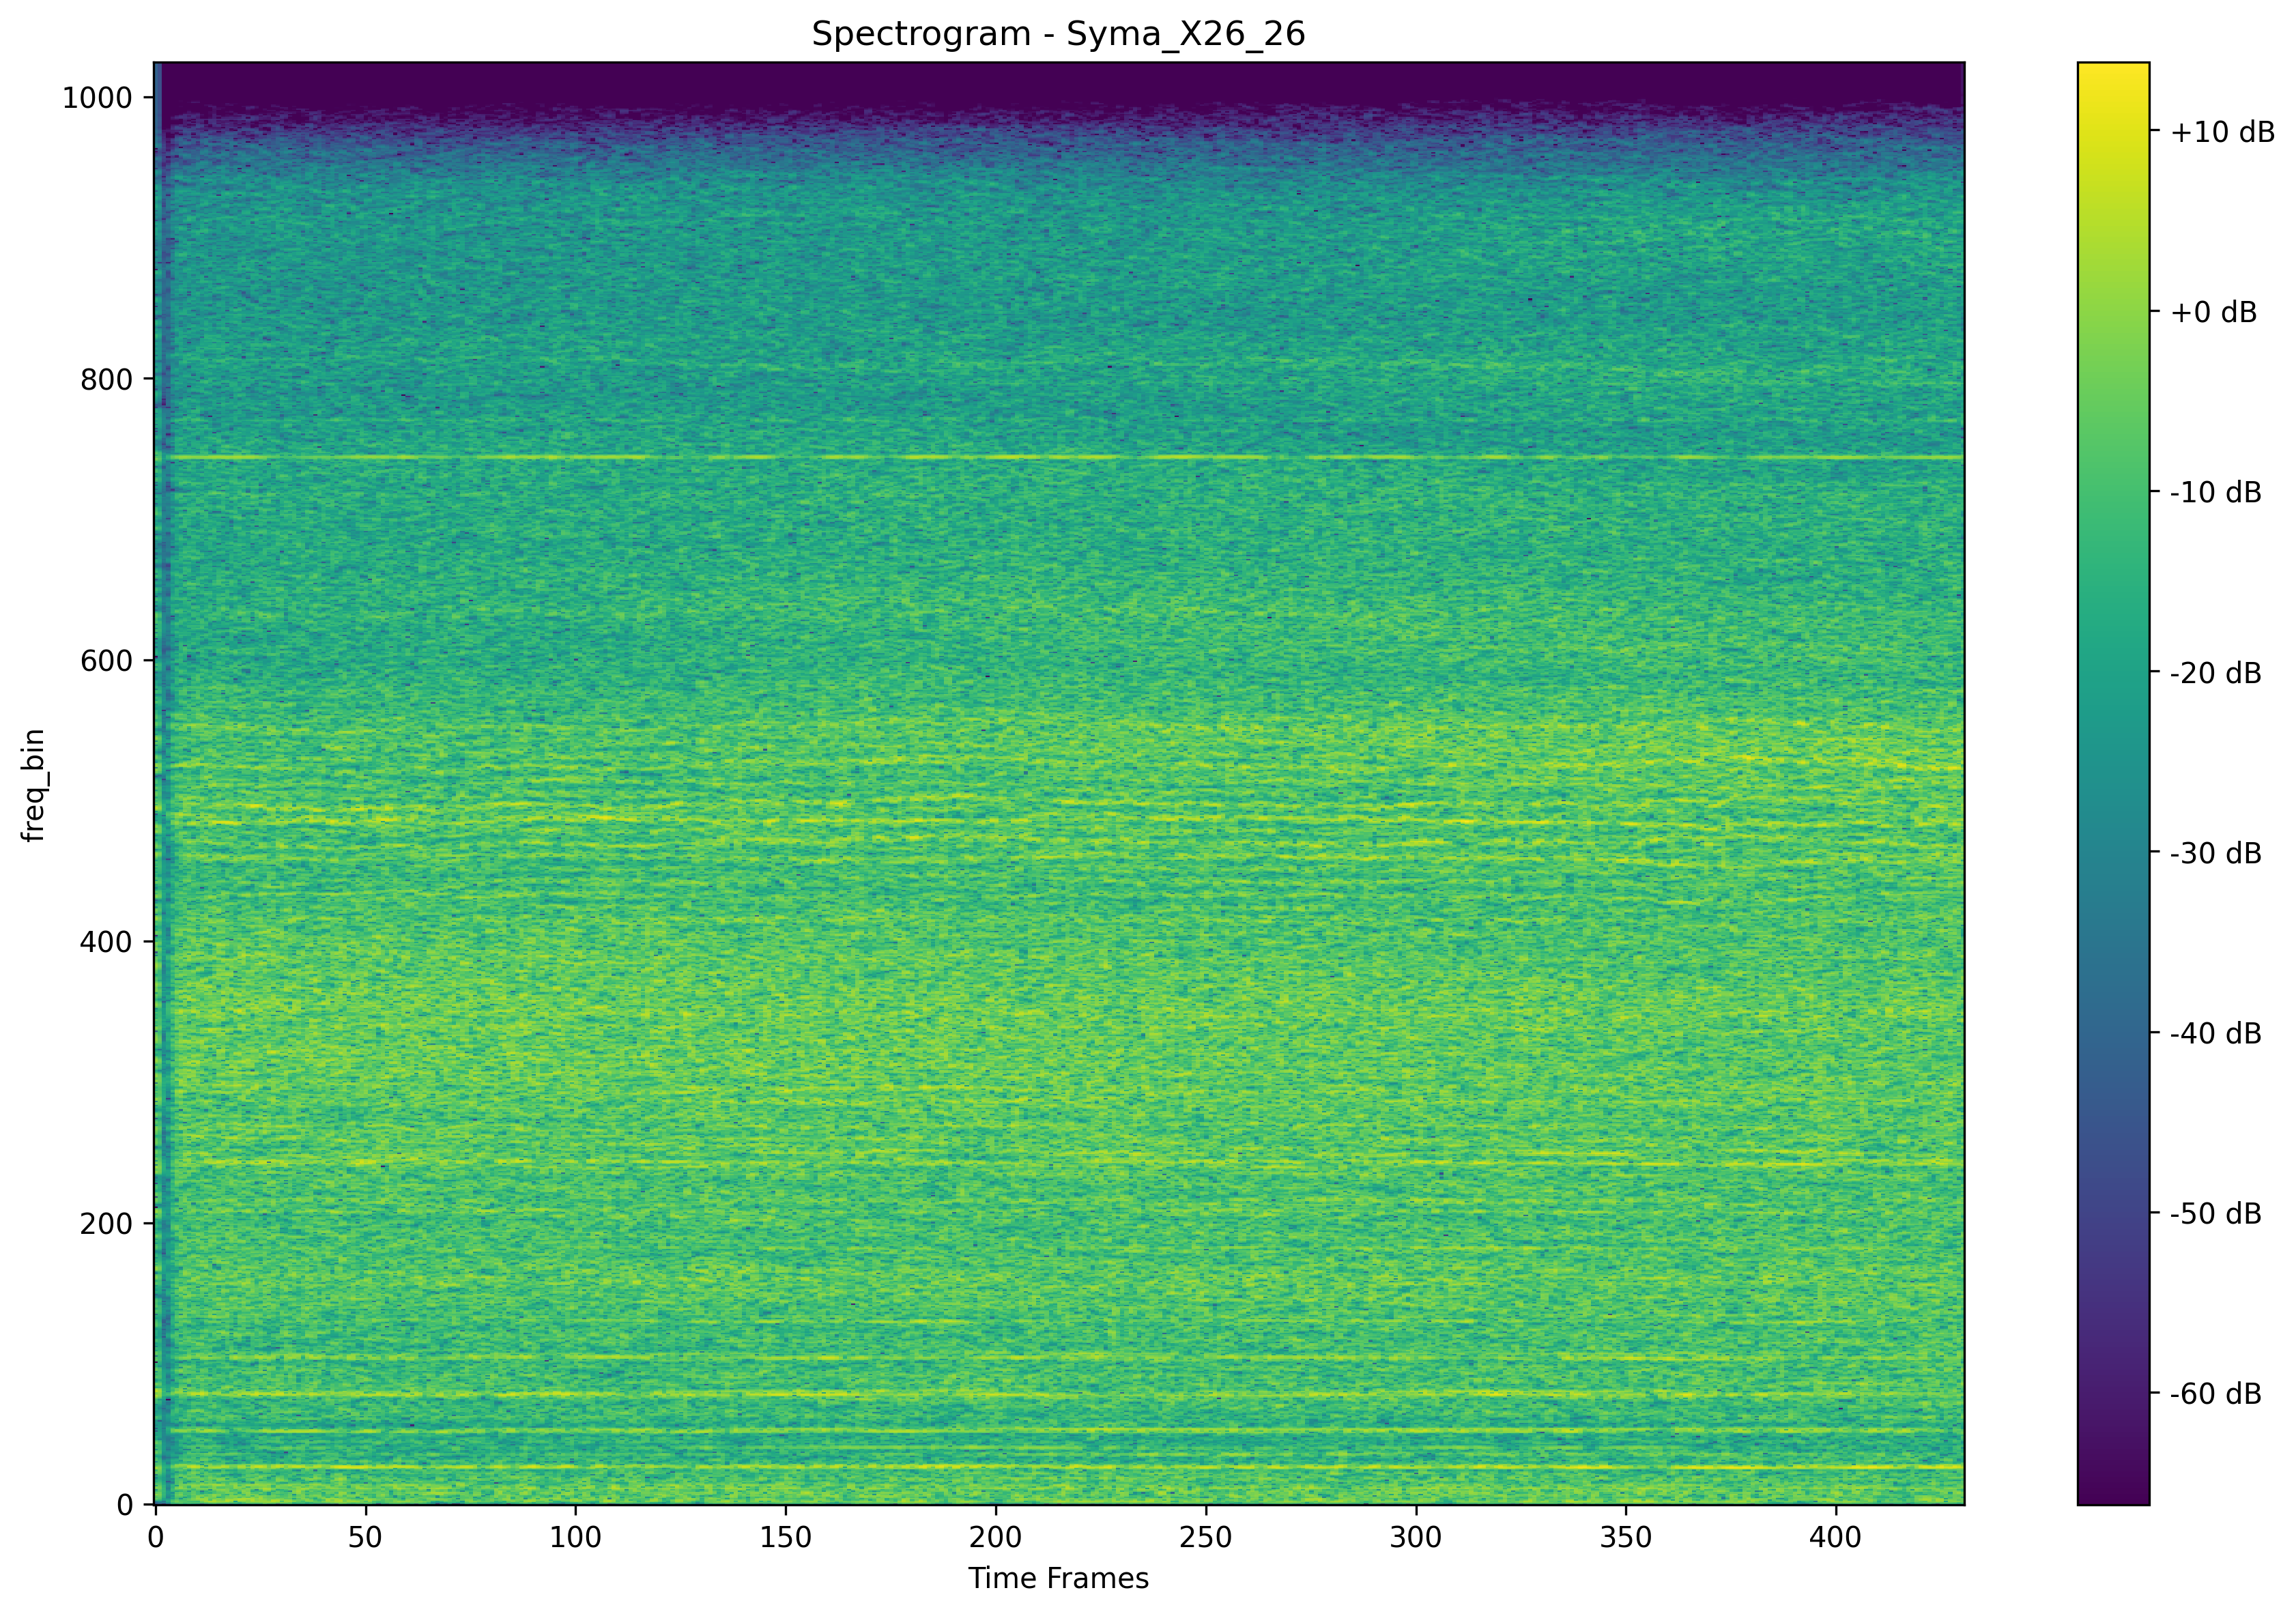 Spectrogram - Syma_X26_26
1000
800
600
400
200
0
freq_bin
0 50 100 150 200 250 300 350 400
Time Frames
+10 dB
+0 dB
-10 dB
-20 dB
-30 dB
-40 dB
-50 dB
-60 dB